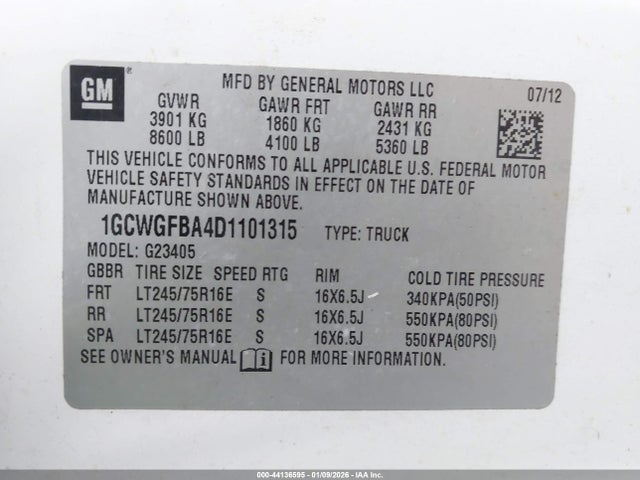 GM
MFD BY GENERAL MOTORS LLC 07/12
GVWR GAWR FRT GAWR RR
3901 KG 1860 KG 2431 KG
8600 LB 4100 LB 5360 LB
THIS VEHICLE CONFORMS TO ALL APPLICABLE U.S. FEDERAL MOTOR
VEHICLE SAFETY STANDARDS IN EFFECT ON THE DATE OF
MANUFACTURE SHOWN ABOVE.
1GCWGFBA4D1101315 TYPE: TRUCK
MODEL: G23405
GBBR TIRE SIZE SPEED RTG RIM COLD TIRE PRESSURE
FRT LT245/75R16E S 16X6.5J 340KPA(50PSI)
RR LT245/75R16E S 16X6.5J 550KPA(80PSI)
SPA LT245/75R16E S 16X6.5J 550KPA(80PSI)
SEE OWNER'S MANUAL FOR MORE INFORMATION.
000-44136595 - 01/09/2026 - IAA Inc.